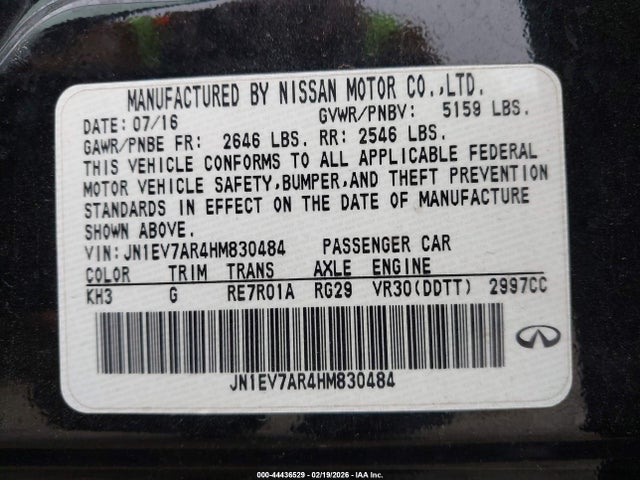 MANUFACTURED BY NISSAN MOTOR CO.,LTD.
DATE: 07/16 GVWR/PNBV: 5159 LBS.
GAWR/PNBE FR: 2646 LBS. RR: 2546 LBS.
THIS VEHICLE CONFORMS TO ALL APPLICABLE FEDERAL
MOTOR VEHICLE SAFETY,BUMPER,AND THEFT PREVENTION
STANDARDS IN EFFECT ON THE DATE OF MANUFACTURE
SHOWN ABOVE.
VIN: JN1EV7AR4HM830484 PASSENGER CAR
COLOR TRIM TRANS AXLE ENGINE
KH3 G RE7R01A RG29 VR30(DDTT) 2997CC
JN1EV7AR4HM830484
000-44436529 - 02/19/2026 - IAA Inc.